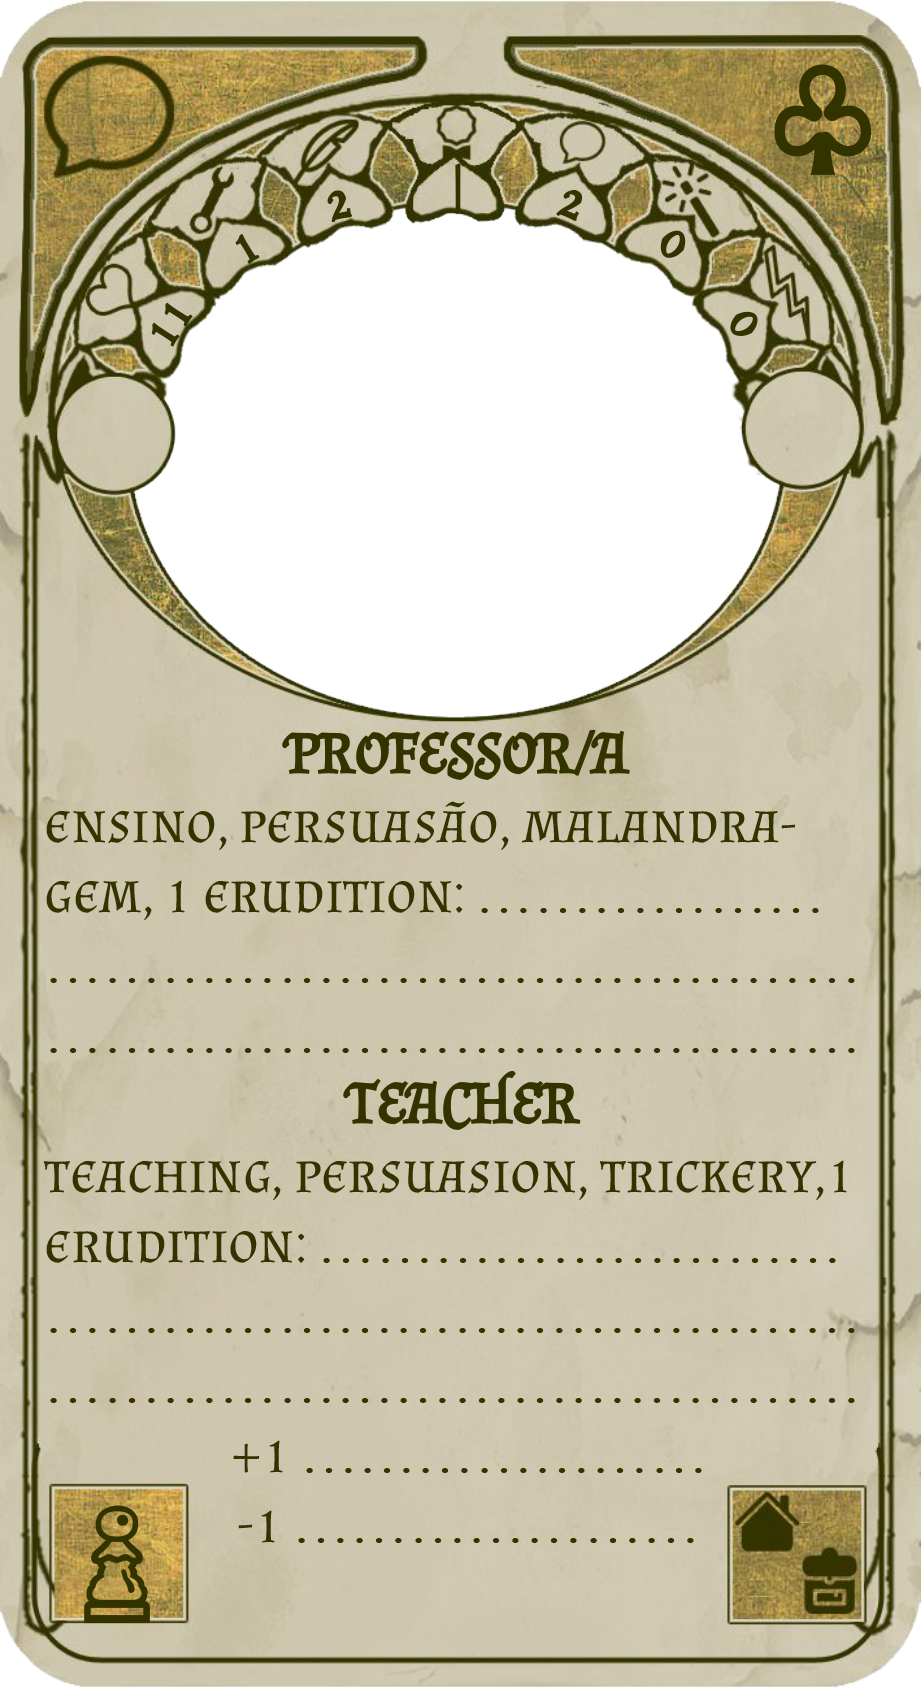 11 1 2 2 0 0
PROFESSOR/A
ENSINO, PERSUASÃO, MALANDRA-
GEM, 1 ERUDITION: ..................
..........................................
..........................................
TEACHER
TEACHING, PERSUASION, TRICKERY,1
ERUDITION: ...........................
..........................................
..........................................
+1 .....................
-1 .....................